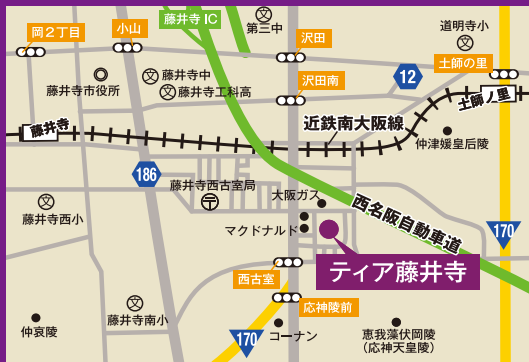 岡2丁目
小山
藤井寺IC
文
第三中
沢田
道明寺小
文
土師の里
藤井寺市役所
文
藤井寺中
文
藤井寺工科高
沢田南
12
土師ノ里
藤井寺
近鉄南大阪線
仲津媛皇后陵
186
藤井寺西古室局
大阪ガス
西名阪自動車道
文
藤井寺西小
マクドナルド
170
ティア藤井寺
西古室
文
藤井寺南小
応神陵前
仲哀陵
170
コーナン
恵我藻伏岡陵
(応神天皇陵)